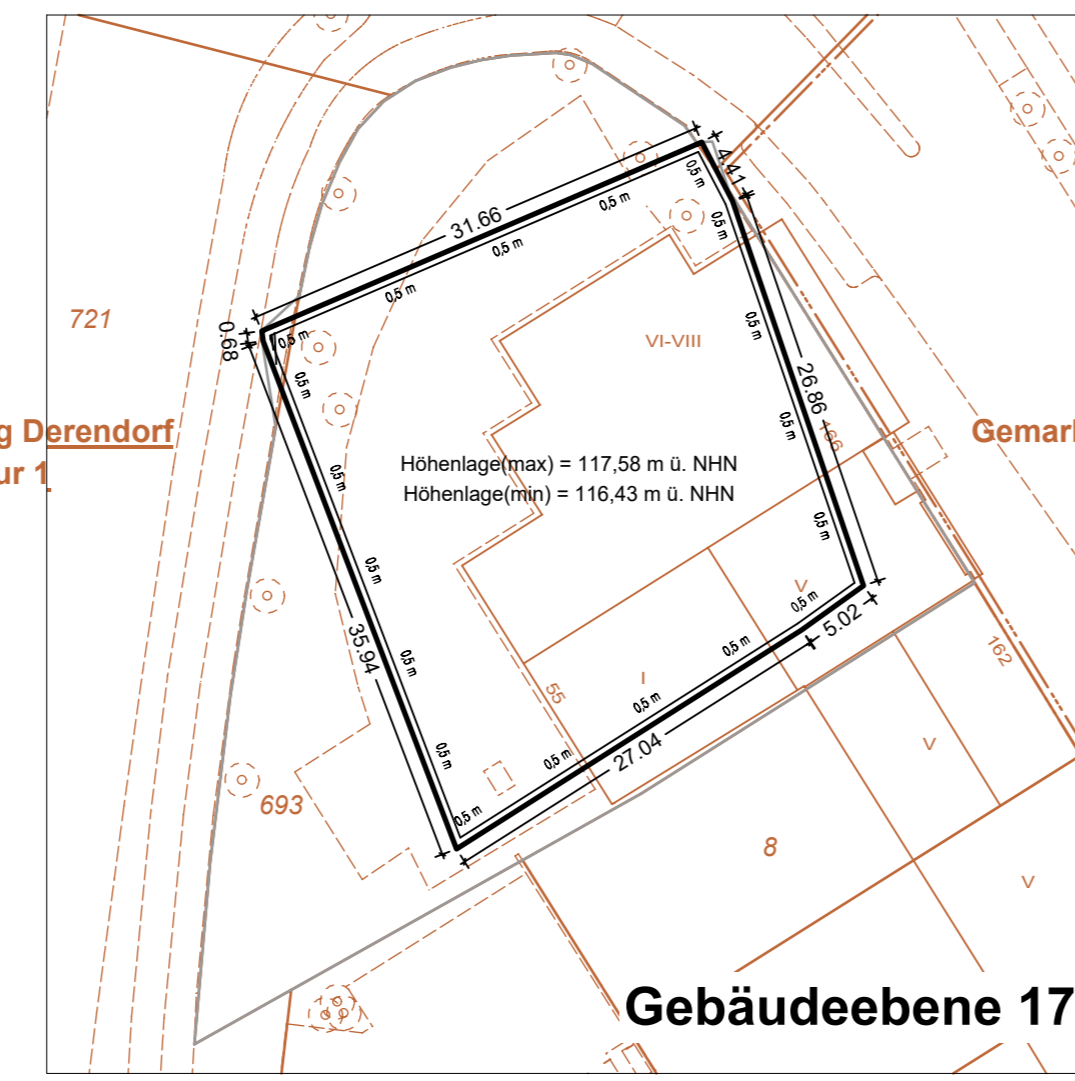 4.41
31.66
0,5 m
0,5 m
0,5 m
0,5 m
0,5 m
721
0.68
0,5 m
0,5 m
VI-VIII
0,5 m
26.86
g Derendorf
ur 1
Gemar
166
0,5 m
Höhenlage(max) = 117,58 m ü. NHN
Höhenlage(min) = 116,43 m ü. NHN
0,5 m
0,5 m
0,5 m
V
0,5 m
5.02
35.94
0,5 m
0,5 m
162
I
55
0,5 m
27.04
V
0,5 m
0,5 m
693
0,5 m
8
V
Gebäudeebene 17